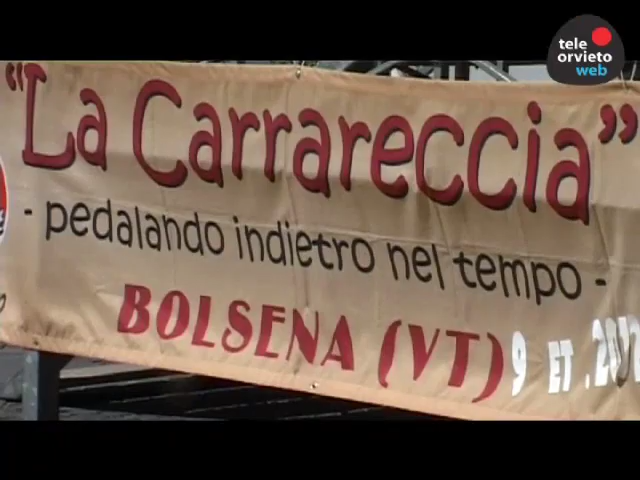 tele
orvieto
web
"La Carrareccia"
- pedalando indietro nel tempo -
BOLSENA (VT) 9 ET